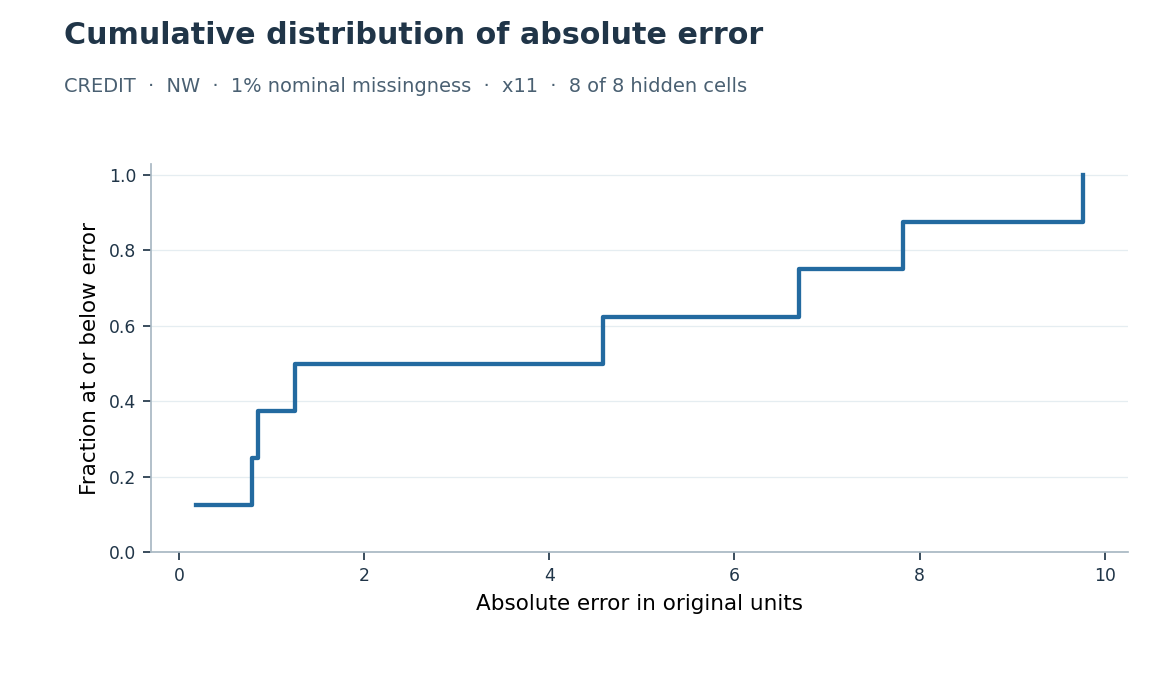 Cumulative distribution of absolute error
CREDIT · NW · 1% nominal missingness · x11 · 8 of 8 hidden cells
Fraction at or below error
1.0
0.8
0.6
0.4
0.2
0.0
0 2 4 6 8 10
Absolute error in original units